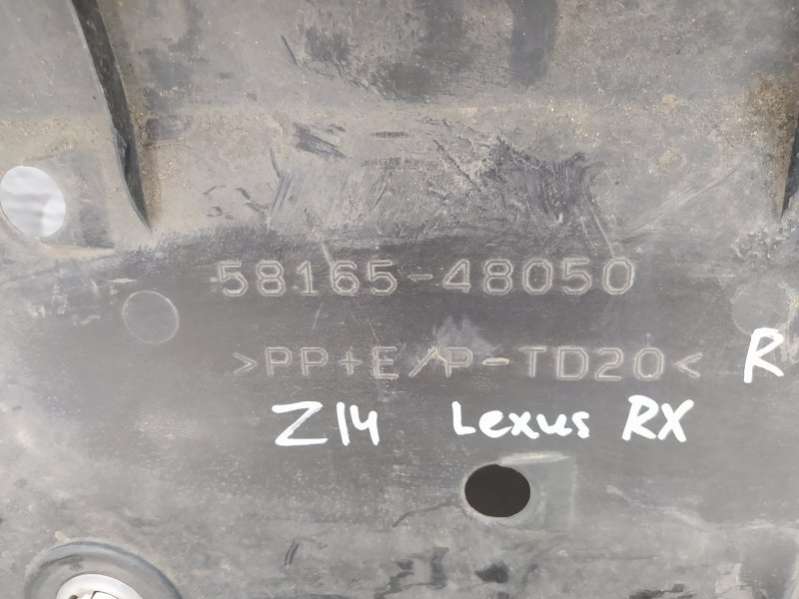 58165-48050
>PP+E/P-TD20< R
Z14 Lexus RX